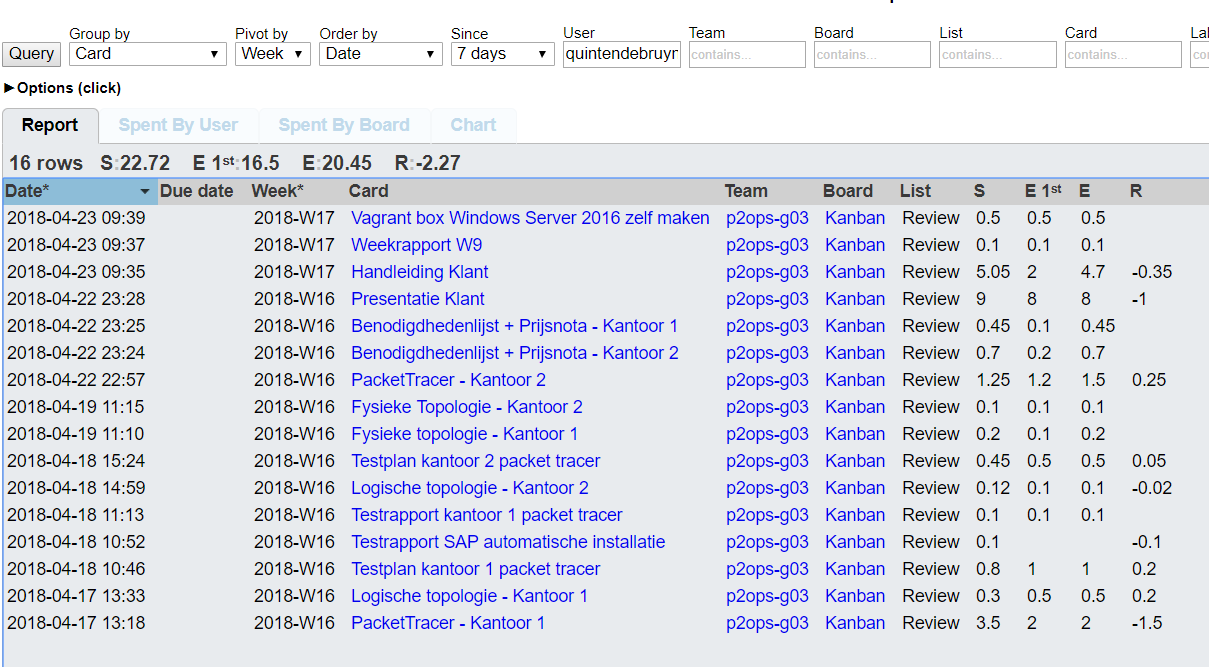 Group by Pivot by Order by Since User Team Board List Card
Query Card Week Date 7 days quintendebruyn contains... contains... contains... contains...
Options (click)
Report Spent By User Spent By Board Chart
16 rows S:22.72 E 1st:16.5 E:20.45 R:-2.27
Date* Due date Week* Card Team Board List S E 1st E R
2018-04-23 09:39 2018-W17 Vagrant box Windows Server 2016 zelf maken p2ops-g03 Kanban Review 0.5 0.5 0.5
2018-04-23 09:37 2018-W17 Weekrapport W9 p2ops-g03 Kanban Review 0.1 0.1 0.1
2018-04-23 09:35 2018-W17 Handleiding Klant p2ops-g03 Kanban Review 5.05 2 4.7 -0.35
2018-04-22 23:28 2018-W16 Presentatie Klant p2ops-g03 Kanban Review 9 8 8 -1
2018-04-22 23:25 2018-W16 Benodigdhedenlijst + Prijsnota - Kantoor 1 p2ops-g03 Kanban Review 0.45 0.1 0.45
2018-04-22 23:24 2018-W16 Benodigdhedenlijst + Prijsnota - Kantoor 2 p2ops-g03 Kanban Review 0.7 0.2 0.7
2018-04-22 22:57 2018-W16 PacketTracer - Kantoor 2 p2ops-g03 Kanban Review 1.25 1.2 1.5 0.25
2018-04-19 11:15 2018-W16 Fysieke Topologie - Kantoor 2 p2ops-g03 Kanban Review 0.1 0.1 0.1
2018-04-19 11:10 2018-W16 Fysieke topologie - Kantoor 1 p2ops-g03 Kanban Review 0.2 0.1 0.2
2018-04-18 15:24 2018-W16 Testplan kantoor 2 packet tracer p2ops-g03 Kanban Review 0.45 0.5 0.5 0.05
2018-04-18 14:59 2018-W16 Logische topologie - Kantoor 2 p2ops-g03 Kanban Review 0.12 0.1 0.1 -0.02
2018-04-18 11:13 2018-W16 Testrapport kantoor 1 packet tracer p2ops-g03 Kanban Review 0.1 0.1 0.1
2018-04-18 10:52 2018-W16 Testrapport SAP automatische installatie p2ops-g03 Kanban Review 0.1 -0.1
2018-04-18 10:46 2018-W16 Testplan kantoor 1 packet tracer p2ops-g03 Kanban Review 0.8 1 1 0.2
2018-04-17 13:33 2018-W16 Logische topologie - Kantoor 1 p2ops-g03 Kanban Review 0.3 0.5 0.5 0.2
2018-04-17 13:18 2018-W16 PacketTracer - Kantoor 1 p2ops-g03 Kanban Review 3.5 2 2 -1.5